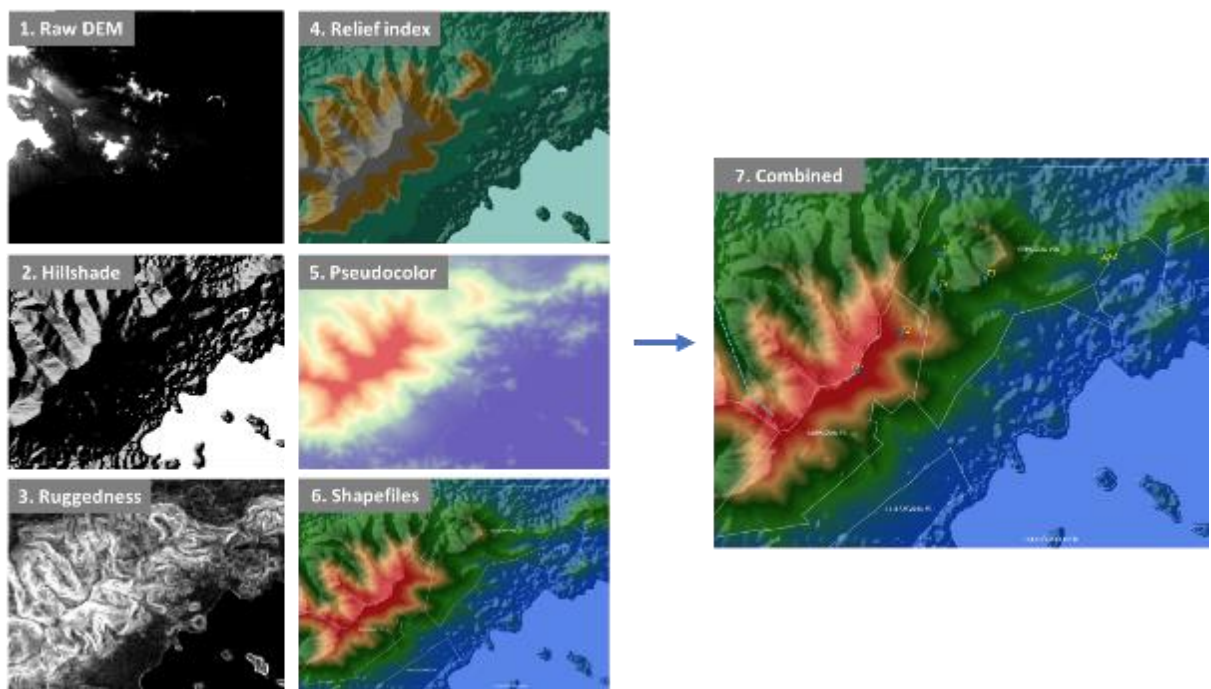 1. Raw DEM
4. Relief index
2. Hillshade
5. Pseudocolor
3. Ruggedness
6. Shapefiles
7. Combined